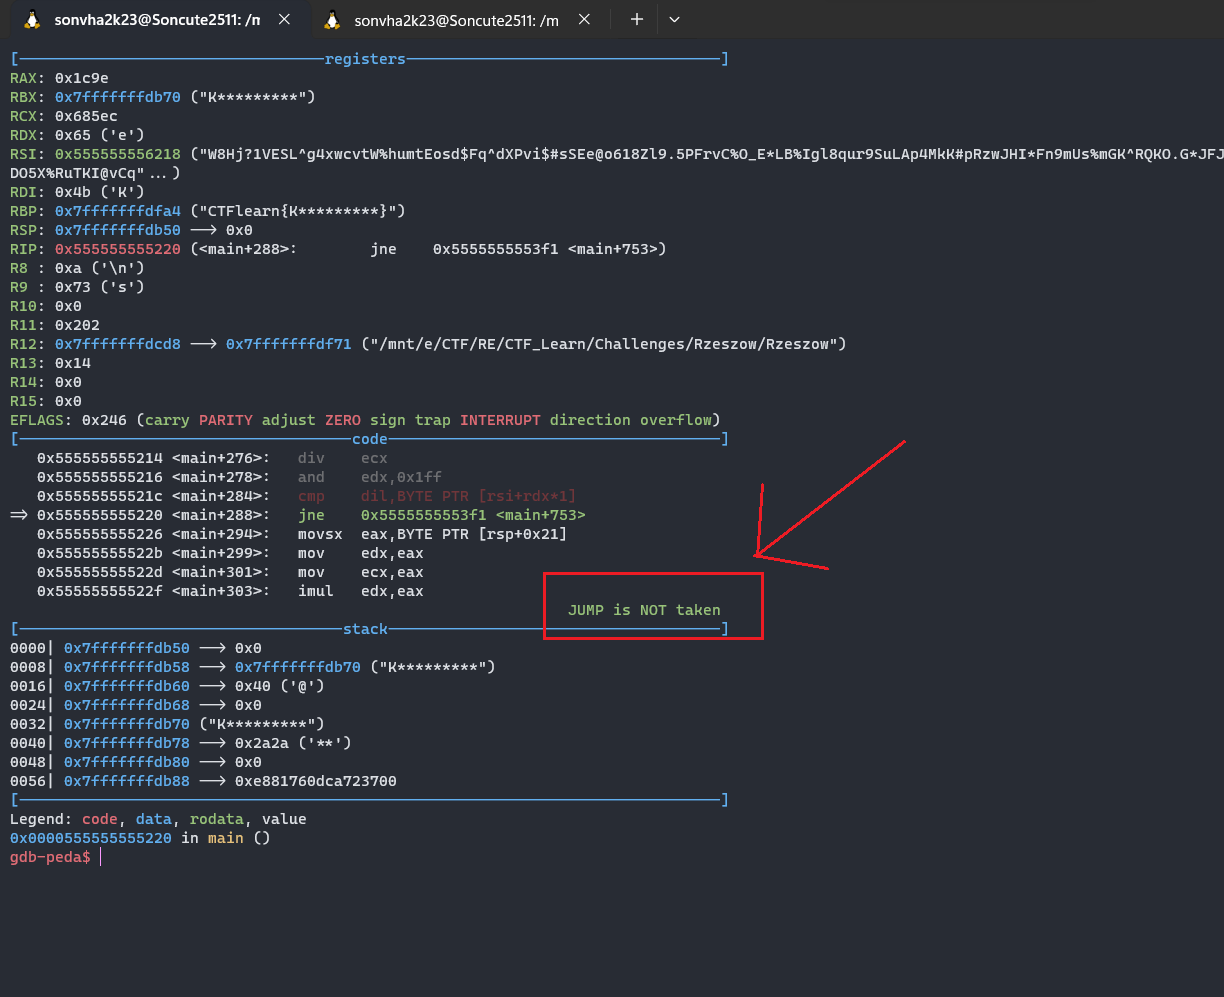 sonvha2k23@Soncute2511: /m
sonvha2k23@Soncute2511: /m
[──registers──]
RAX: 0x1c9e
RBX: 0x7fffffffdb70 ("K*********")
RCX: 0x685ec
RDX: 0x65 ('e')
RSI: 0x555555556218 ("W8Hj?1VESL^g4xwcvtW%humtEosd$Fq^dXPvi$#sSEe@o618Zl9.5PFrvC%O_E*LB%Igl8qur9SuLAp4MkK#pRzwJHI*Fn9mUs%mGK^RQKO.G*JFJ
DO5X%RuTKI@vCq"...)
RDI: 0x4b ('K')
RBP: 0x7fffffffdfa4 ("CTFlearn{K*********}")
RSP: 0x7fffffffdb50 --> 0x0
RIP: 0x555555555220 (<main+288>: jne 0x5555555553f1 <main+753>)
R8 : 0xa ('\n')
R9 : 0x73 ('s')
R10: 0x0
R11: 0x202
R12: 0x7fffffffdcd8 --> 0x7fffffffdf71 ("/mnt/e/CTF/RE/CTF_Learn/Challenges/Rzeszow/Rzeszow")
R13: 0x14
R14: 0x0
R15: 0x0
EFLAGS: 0x246 (carry PARITY adjust ZERO sign trap INTERRUPT direction overflow)
[──code──]
0x555555555214 <main+276>: div ecx
0x555555555216 <main+278>: and edx,0x1ff
0x55555555521c <main+284>: cmp dil,BYTE PTR [rsi+rdx*1]
=> 0x555555555220 <main+288>: jne 0x5555555553f1 <main+753>
0x555555555226 <main+294>: movsx eax,BYTE PTR [rsp+0x21]
0x55555555522b <main+299>: mov edx,eax
0x55555555522d <main+301>: mov ecx,eax
0x55555555522f <main+303>: imul edx,eax
JUMP is NOT taken
[──stack──]
0000| 0x7fffffffdb50 --> 0x0
0008| 0x7fffffffdb58 --> 0x7fffffffdb70 ("K*********")
0016| 0x7fffffffdb60 --> 0x40 ('@')
0024| 0x7fffffffdb68 --> 0x0
0032| 0x7fffffffdb70 ("K*********")
0040| 0x7fffffffdb78 --> 0x2a2a ('**')
0048| 0x7fffffffdb80 --> 0x0
0056| 0x7fffffffdb88 --> 0xe881760dca723700
[──]
Legend: code, data, rodata, value
0x0000555555555220 in main ()
gdb-peda$